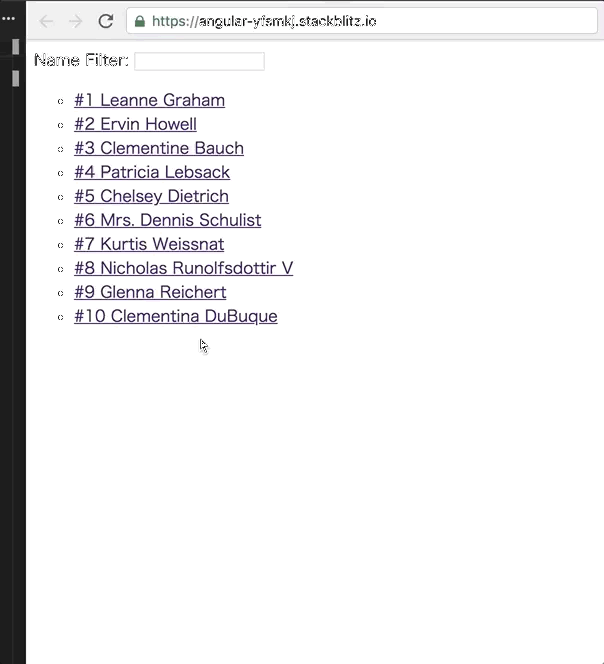 https://angular-yfsmkj.stackblitz.io
Name Filter:
#1 Leanne Graham
#2 Ervin Howell
#3 Clementine Bauch
#4 Patricia Lebsack
#5 Chelsey Dietrich
#6 Mrs. Dennis Schulist
#7 Kurtis Weissnat
#8 Nicholas Runolfsdottir V
#9 Glenna Reichert
#10 Clementina DuBuque